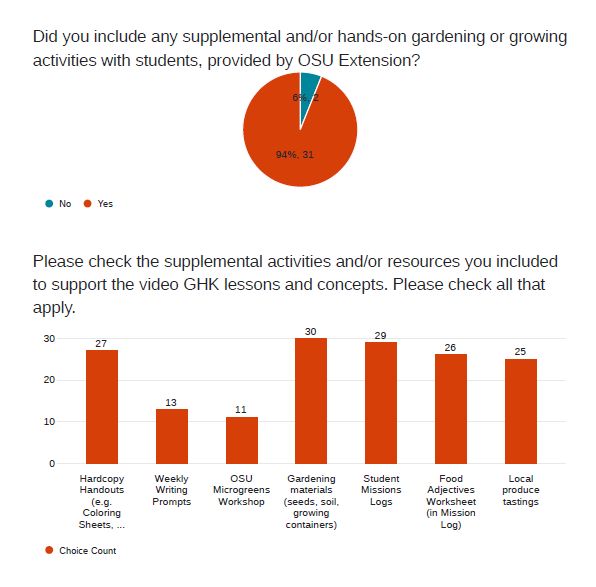 Did you include any supplemental and/or hands-on gardening or growing
activities with students, provided by OSU Extension?
6%, 2
94%, 31
No
Yes
Please check the supplemental activities and/or resources you included
to support the video GHK lessons and concepts. Please check all that
apply.
30
20
10
0
27
13
11
30
29
26
25
Hardcopy
Handouts
(e.g.
Coloring
Sheets, ...
Weekly
Writing
Prompts
OSU
Microgreens
Workshop
Gardening
materials
(seeds, soil,
growing
containers)
Student
Missions
Logs
Food
Adjectives
Worksheet
(in Mission
Log)
Local
produce
tastings
Choice Count